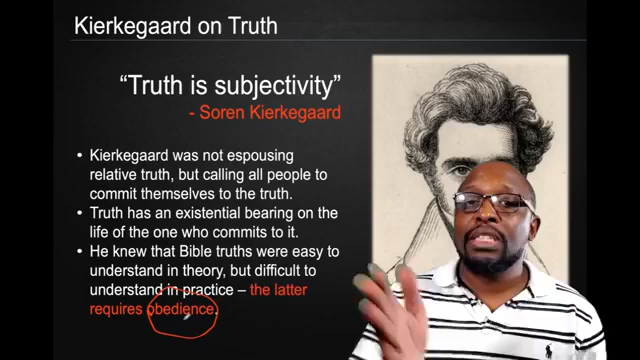 Kierkegaard on Truth
“Truth is subjectivity”
- Soren Kierkegaard
• Kierkegaard was not espousing
relative truth, but calling all people to
commit themselves to the truth.
• Truth has an existential bearing on the
life of the one who commits to it.
• He knew that Bible truths were easy to
understand in theory, but difficult to
understand in practice – the latter
requires obedience.